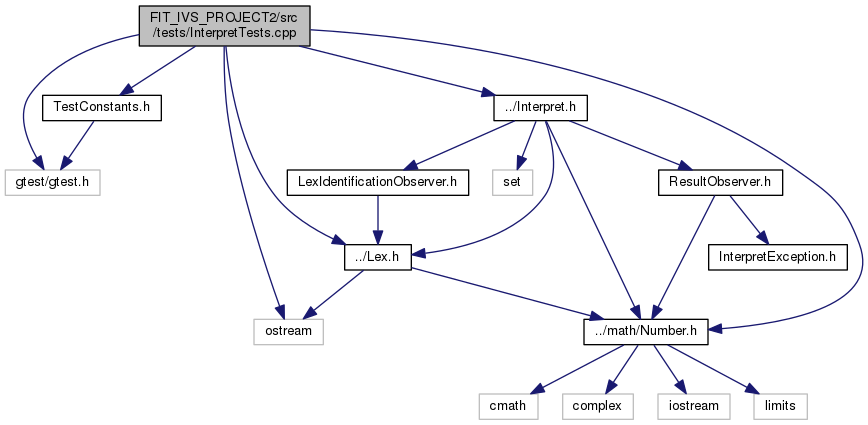 FIT_IVS_PROJECT2/src
/tests/InterpretTests.cpp
TestConstants.h
../Interpret.h
gtest/gtest.h
LexIdentificationObserver.h
set
ResultObserver.h
../Lex.h
InterpretException.h
ostream
../math/Number.h
cmath
complex
iostream
limits